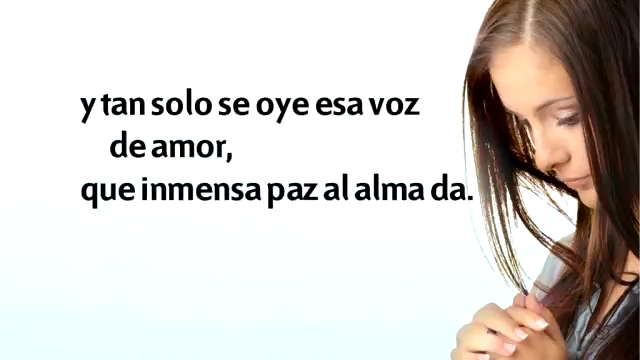 y tan solo se oye esa voz
de amor,
que inmensa paz al alma da.